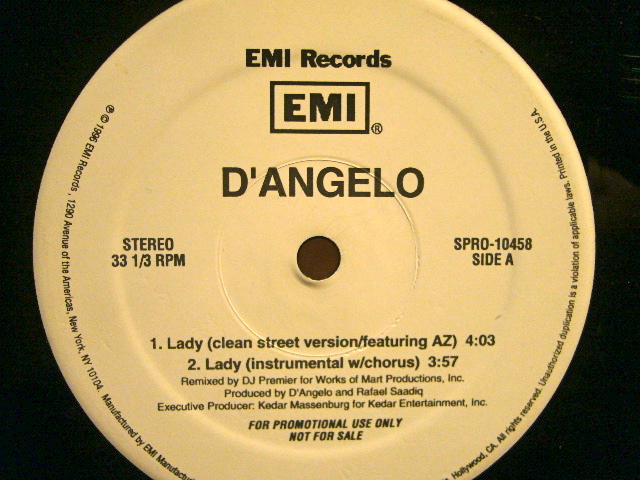 EMI Records
EMI®
D'ANGELO
STEREO
33 1/3 RPM
SPRO-10458
SIDE A
1. Lady (clean street version/featuring AZ) 4:03
2. Lady (instrumental w/chorus) 3:57
Remixed by DJ Premier for Works of Mart Productions, Inc.
Produced by D'Angelo and Rafael Saadiq
Executive Producer: Kedar Massenburg for Kedar Entertainment, Inc.
FOR PROMOTIONAL USE ONLY
NOT FOR SALE
℗ © 1996 EMI Records, 1290 Avenue of the Americas, New York, NY 10104. Manufactured by EMI
Hollywood, CA. All rights reserved. Unauthorized duplication is a violation of applicable laws. Printed in the U.S.A.